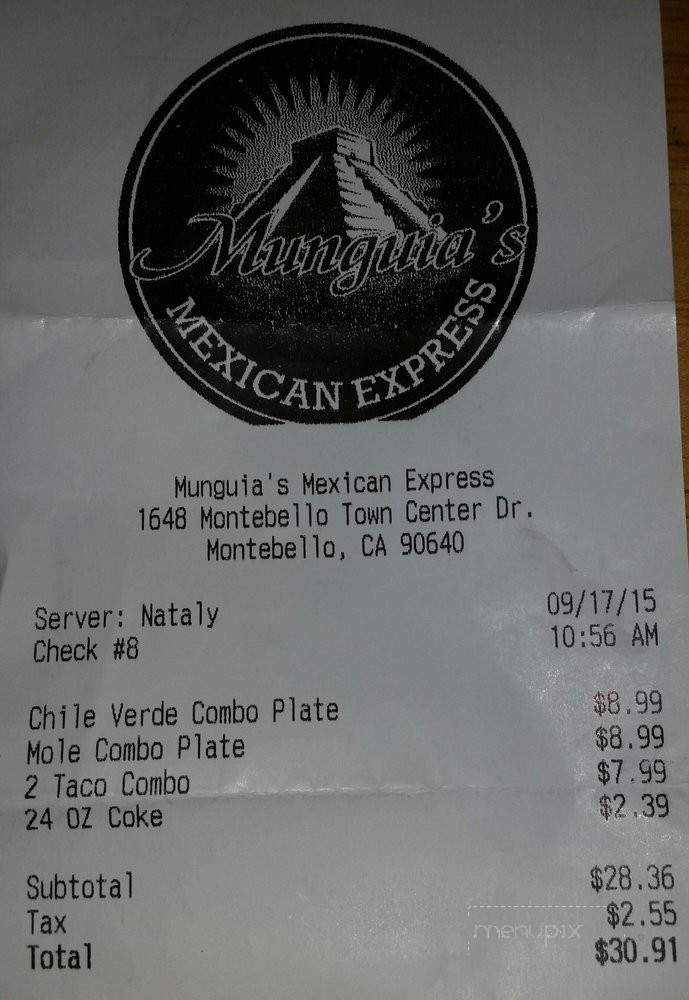 Munguia's
MEXICAN EXPRESS
Munguia's Mexican Express
1648 Montebello Town Center Dr.
Montebello, CA 90640
Server: Nataly 09/17/15
Check #8 10:56 AM
Chile Verde Combo Plate $8.99
Mole Combo Plate $8.99
2 Taco Combo $7.99
24 OZ Coke $2.39
Subtotal $28.36
Tax $2.55
Total $30.91
menupix